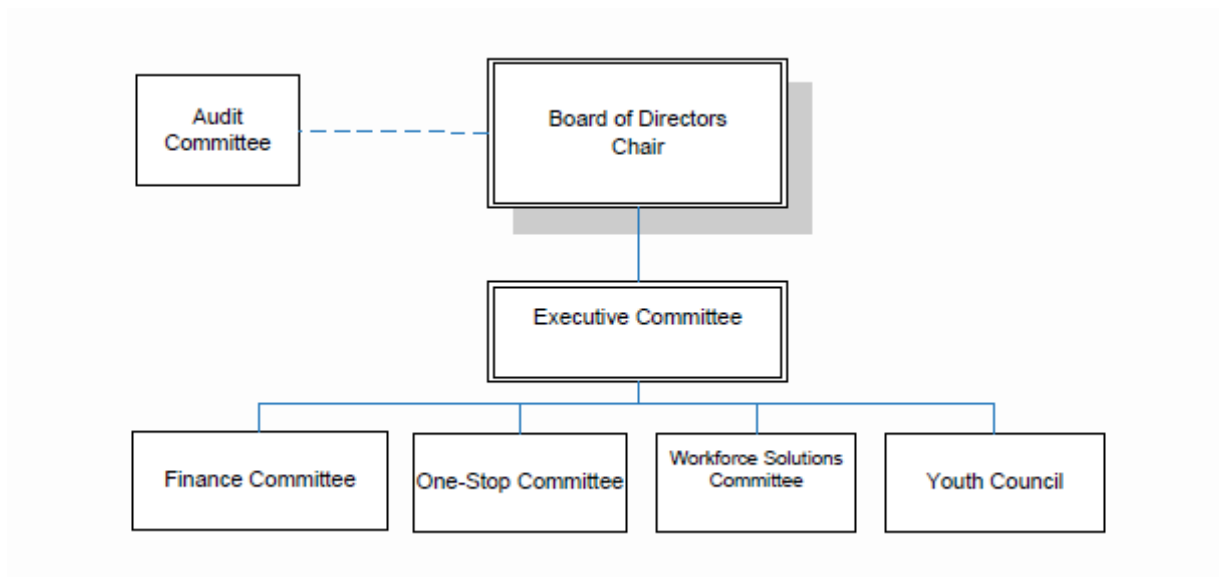 Audit
Committee
Board of Directors
Chair
Executive Committee
Finance Committee
One-Stop Committee
Workforce Solutions
Committee
Youth Council